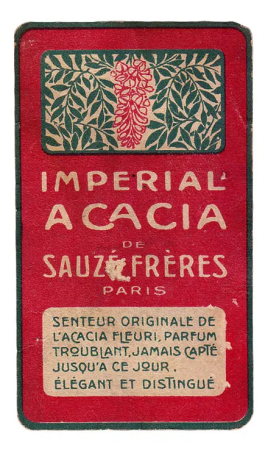 IMPERIAL'
ACACIA
DE
SAUZÉ FRÈRES
PARIS
SENTEUR ORIGINALE DE
L'ACACIA FLEURI, PARFUM
TROUBLANT, JAMAIS CAPTÉ
JUSQU'A CE JOUR.
ÉLÉGANT ET DISTINGUÉ